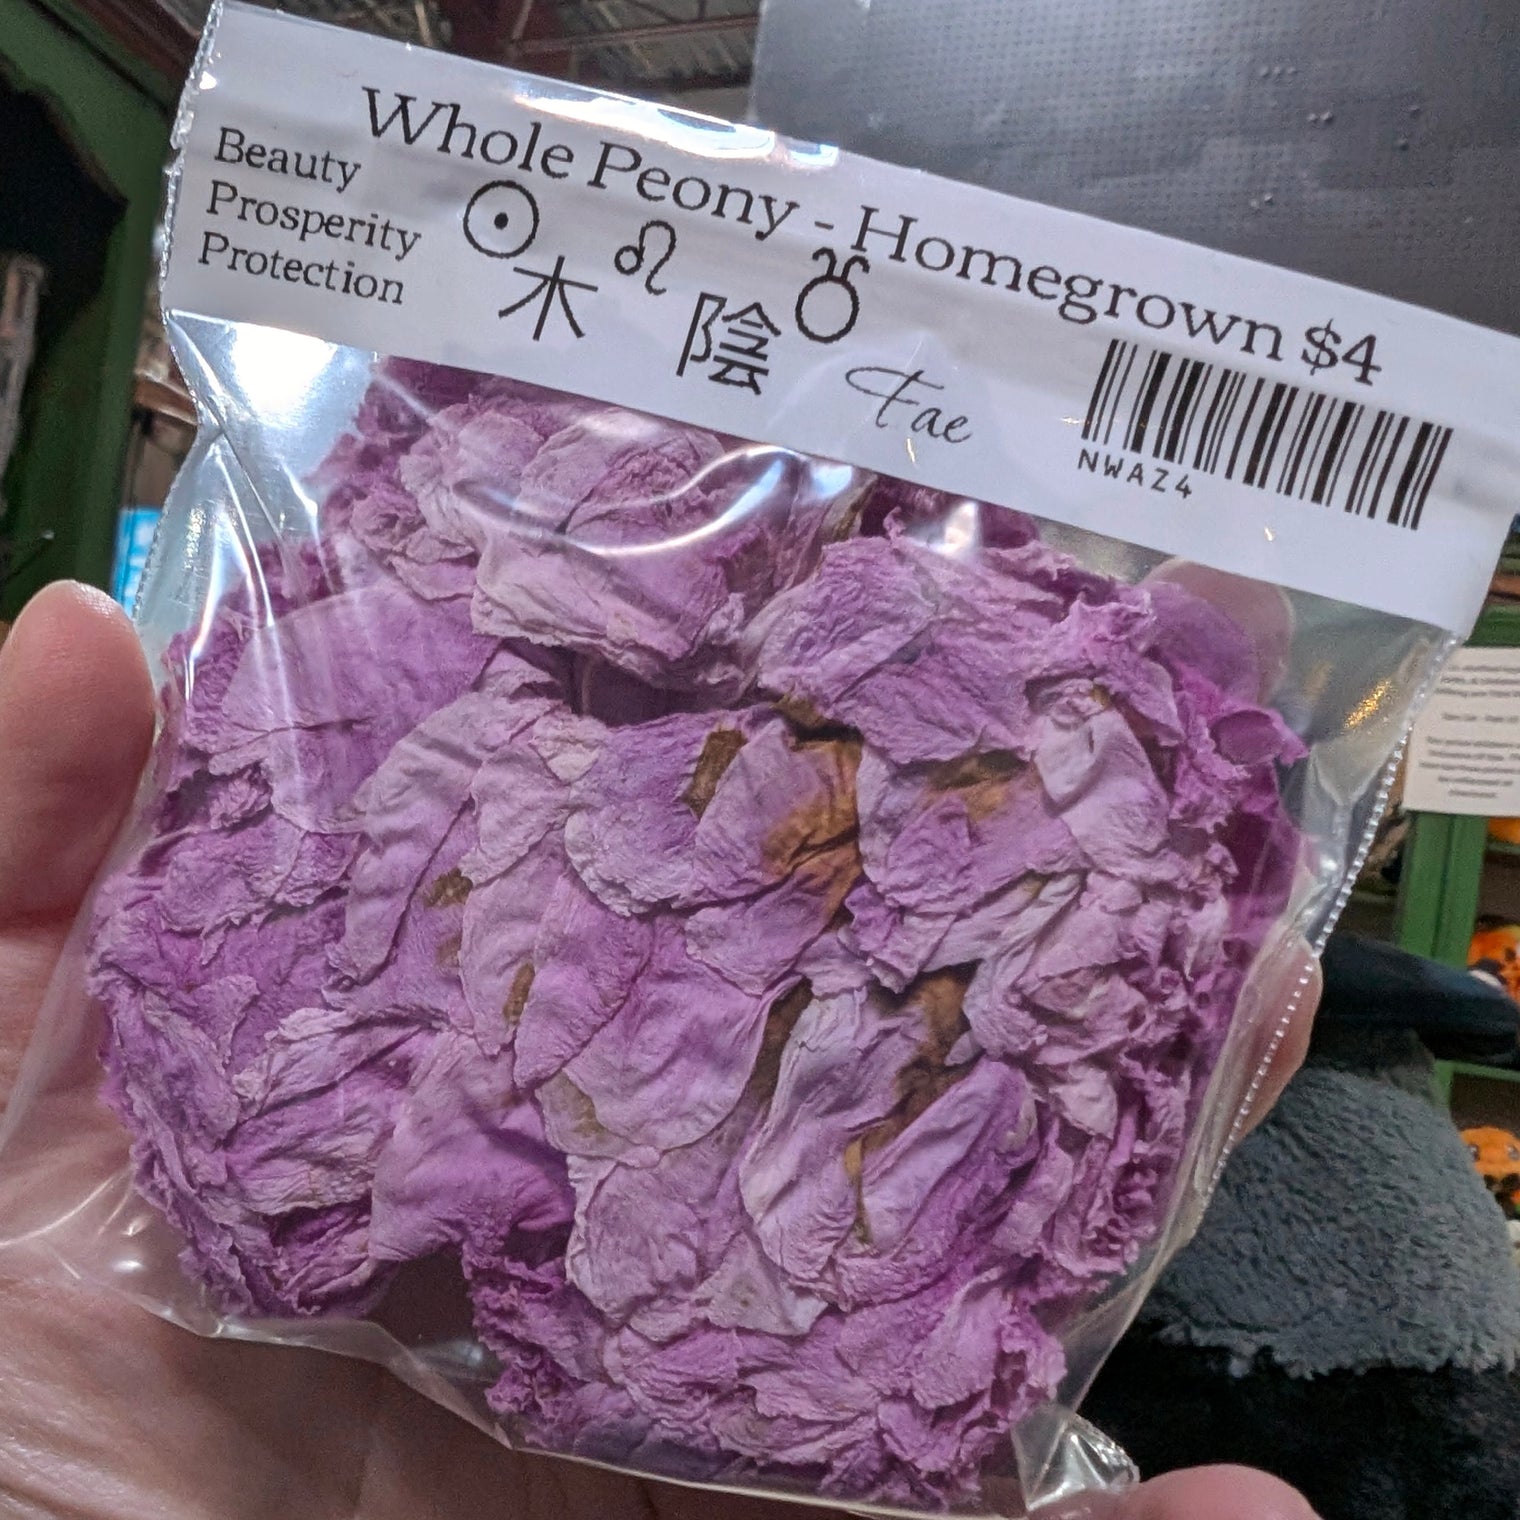 Whole Peony - Homegrown $4
Beauty
Prosperity
Protection
☉ ♌
木 陰
Fae
NWAZ4